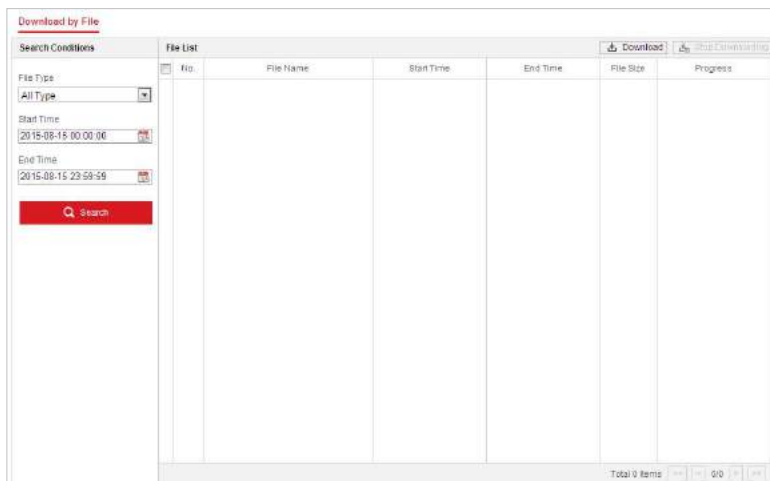 Download by File
Search Conditions
File List
Download
Stop Downloading
No.
File Name
Start Time
End Time
File Size
Progress
File Type
All Type
Start Time
2015-08-15 00:00:00
End Time
2015-08-15 23:59:59
Search
Total 0 Items
0/0